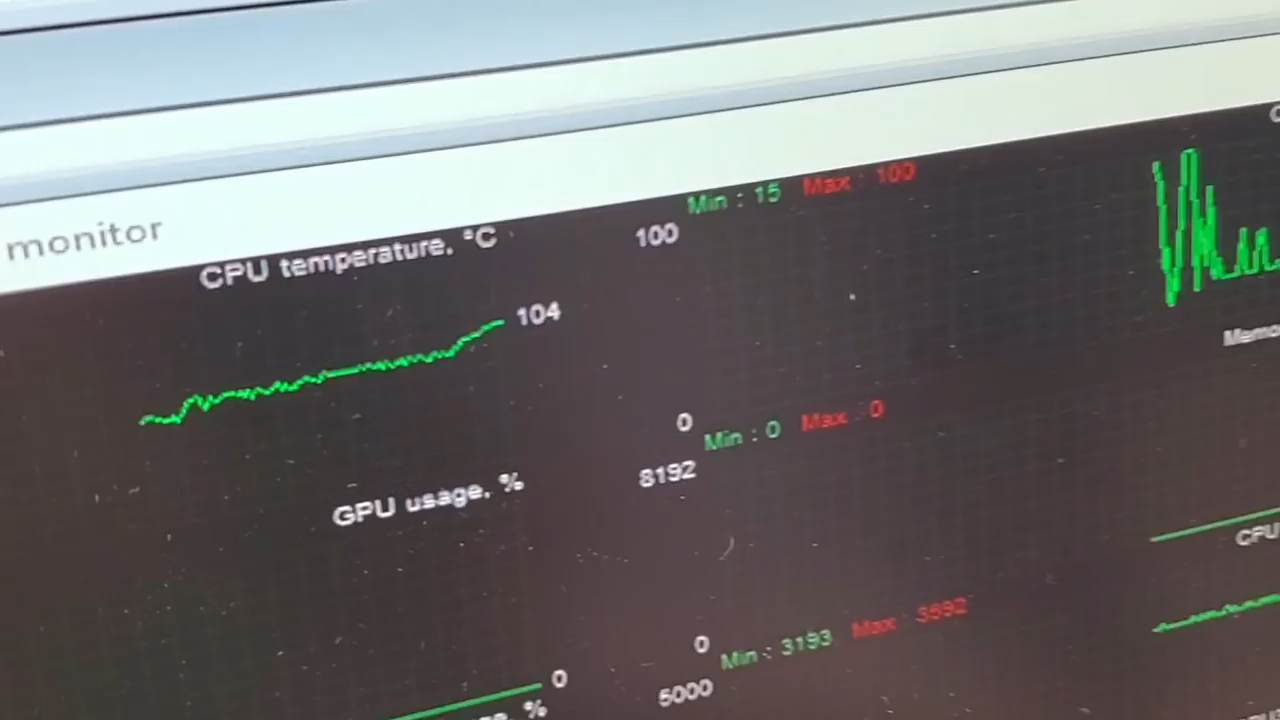 monitor
CPU temperature, °C
104
100
Min : 15 Max : 100
0
Min : 0 Max : 0
GPU usage, %
8192
CPU
0
Min : 3193 Max : 3592
0
%
5000